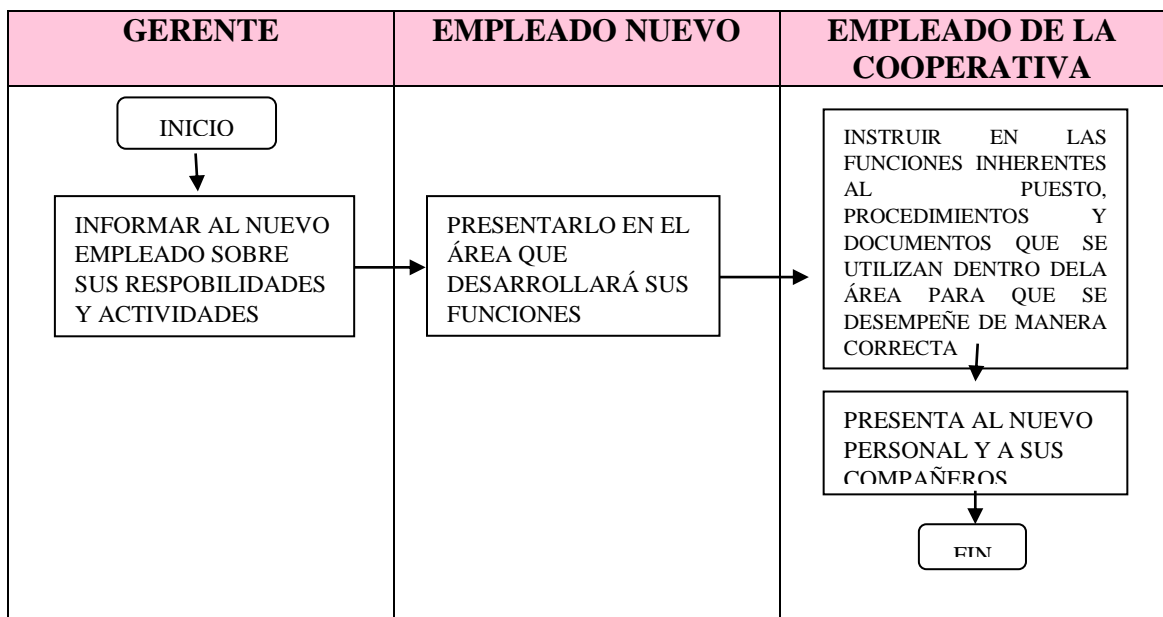 GERENTE
EMPLEADO NUEVO
EMPLEADO DE LA
COOPERATIVA
INICIO
INFORMAR AL NUEVO
EMPLEADO SOBRE
SUS RESPOBILIDADES
Y ACTIVIDADES
PRESENTARLO EN EL
ÁREA QUE
DESARROLLARÁ SUS
FUNCIONES
INSTRUIR EN LAS
FUNCIONES INHERENTES
AL PUESTO,
PROCEDIMIENTOS Y
DOCUMENTOS QUE SE
UTILIZAN DENTRO DELA
ÁREA PARA QUE SE
DESEMPEÑE DE MANERA
CORRECTA
PRESENTA AL NUEVO
PERSONAL Y A SUS
COMPAÑEROS
FIN